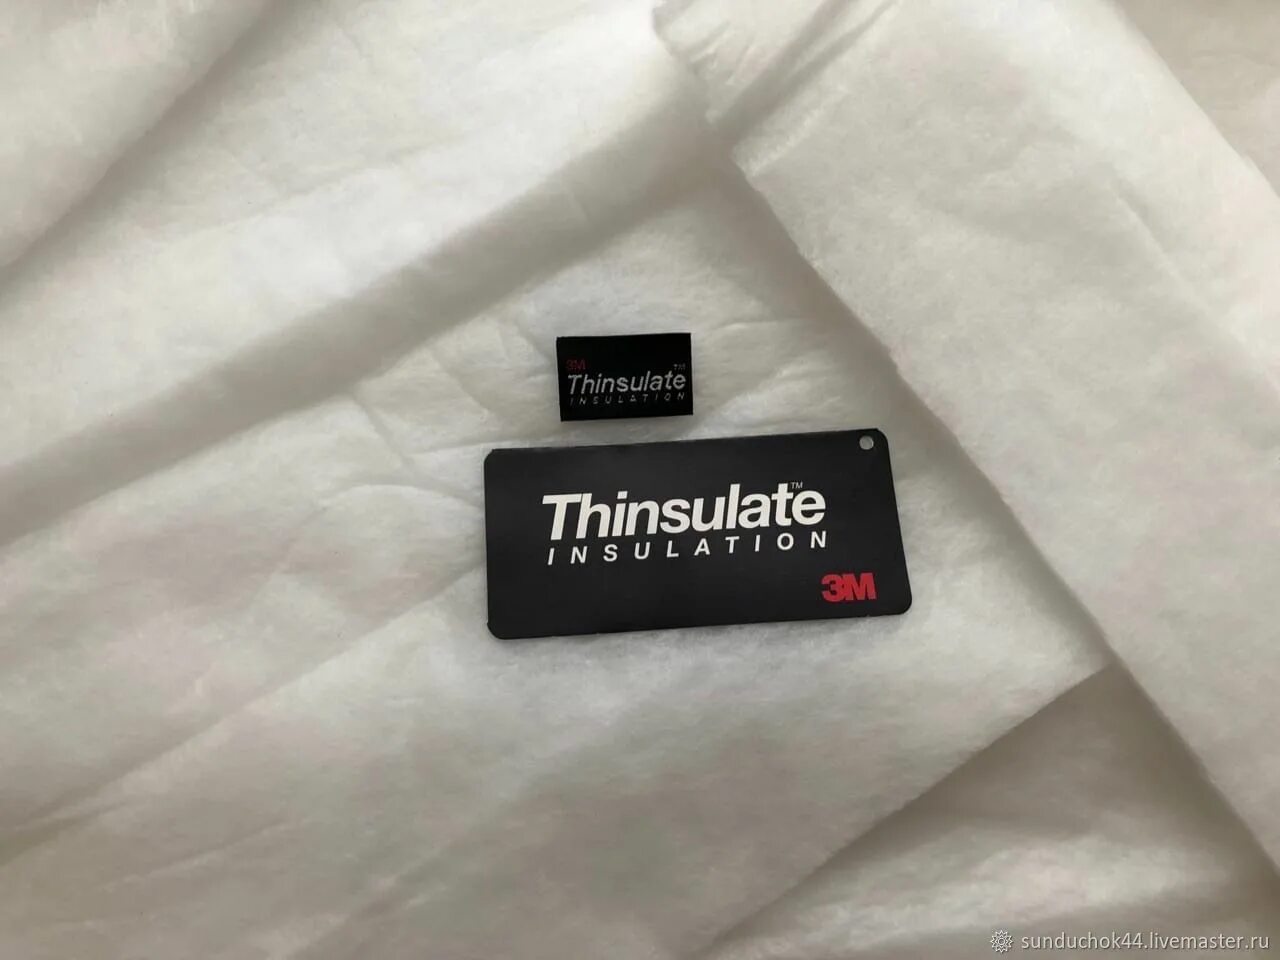 3M
Thinsulate™
INSULATION
Thinsulate™
INSULATION
3M
sunduchok44.livemaster.ru